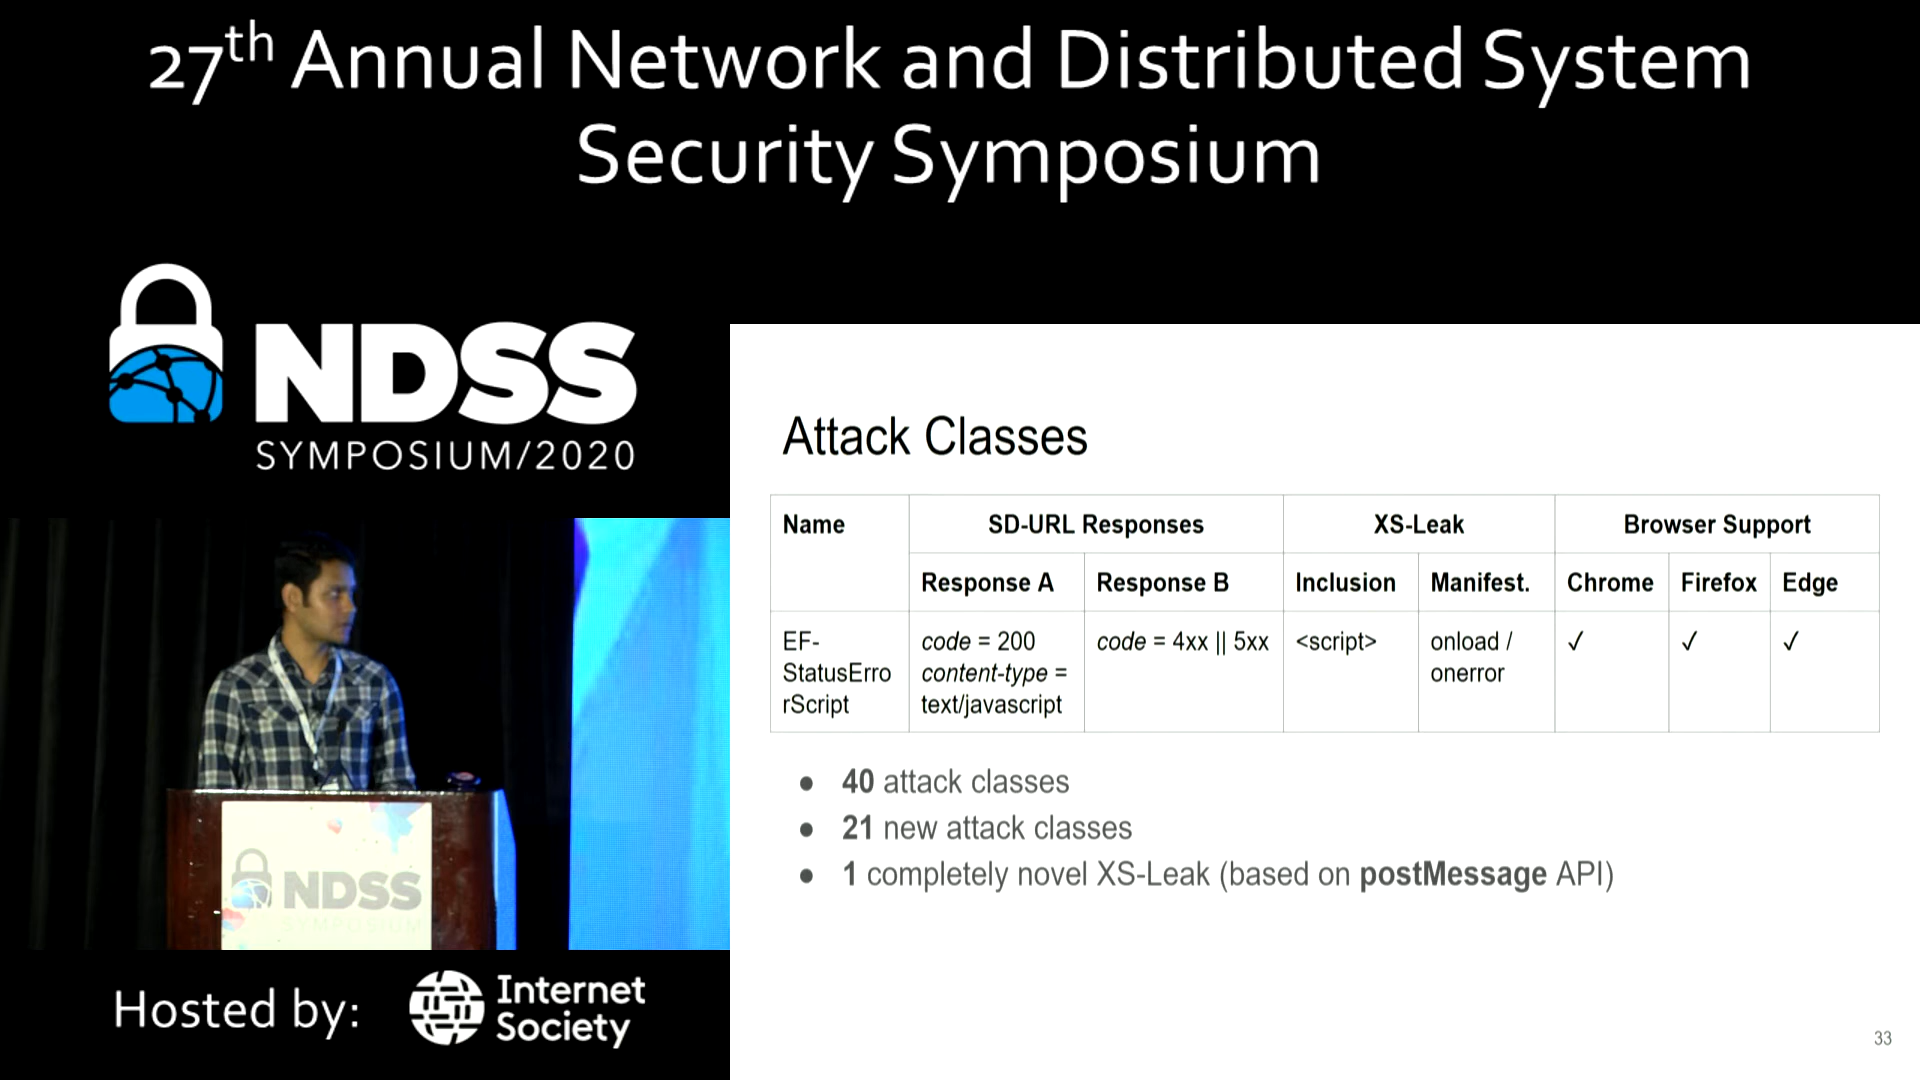 27th Annual Network and Distributed System
Security Symposium
NDSS
SYMPOSIUM/2020
Attack Classes
Name
SD-URL Responses
XS-Leak
Browser Support
Response A
Response B
Inclusion
Manifest.
Chrome
Firefox
Edge
EF-
StatusErro
rScript
code = 200
content-type =
text/javascript
code = 4xx || 5xx
<script>
onload /
onerror
✓
✓
✓
● 40 attack classes
● 21 new attack classes
● 1 completely novel XS-Leak (based on postMessage API)
NDSS
SYMPOSIUM
Hosted by:
Internet
Society
33